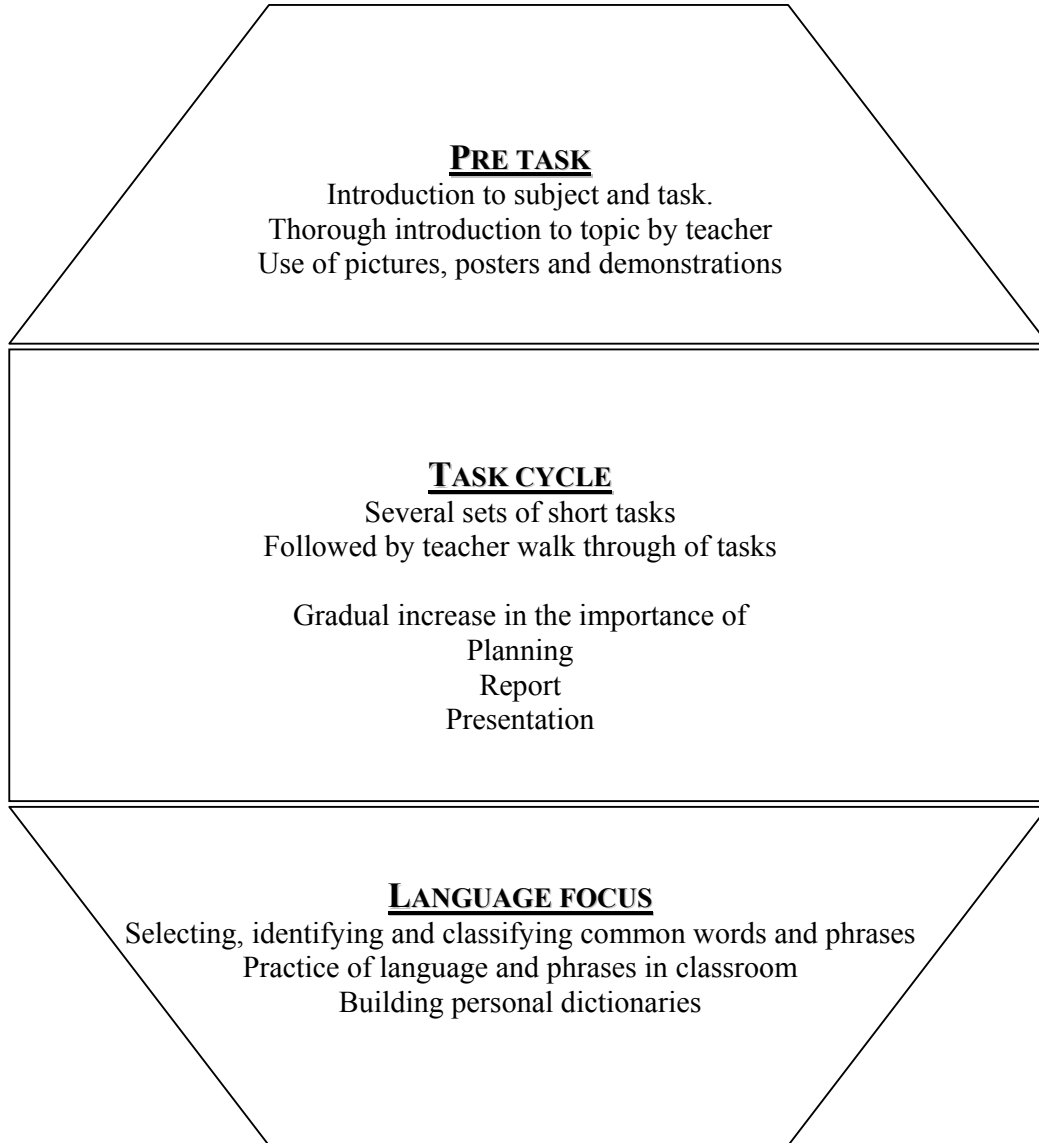 PRE TASK
Introduction to subject and task.
Thorough introduction to topic by teacher
Use of pictures, posters and demonstrations
TASK CYCLE
Several sets of short tasks
Followed by teacher walk through of tasks
Gradual increase in the importance of
Planning
Report
Presentation
LANGUAGE FOCUS
Selecting, identifying and classifying common words and phrases
Practice of language and phrases in classroom
Building personal dictionaries